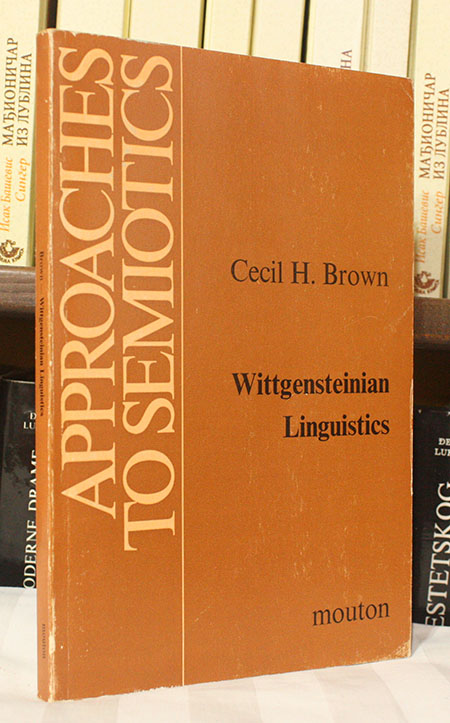 APPROACHES
TO SEMIOTICS
Cecil H. Brown
Wittgensteinian
Linguistics
mouton
Brown Wittgensteinian Linguistics
mouton
Исак Башевис
Сингер
МАЂИОНИЧАР
ИЗ ЛУБЛИНА
Исак Башевис
Сингер
МАЂИОНИЧАР
ИЗ ЛУБЛИНА
ODERNE DRAME
ESTETSKOG